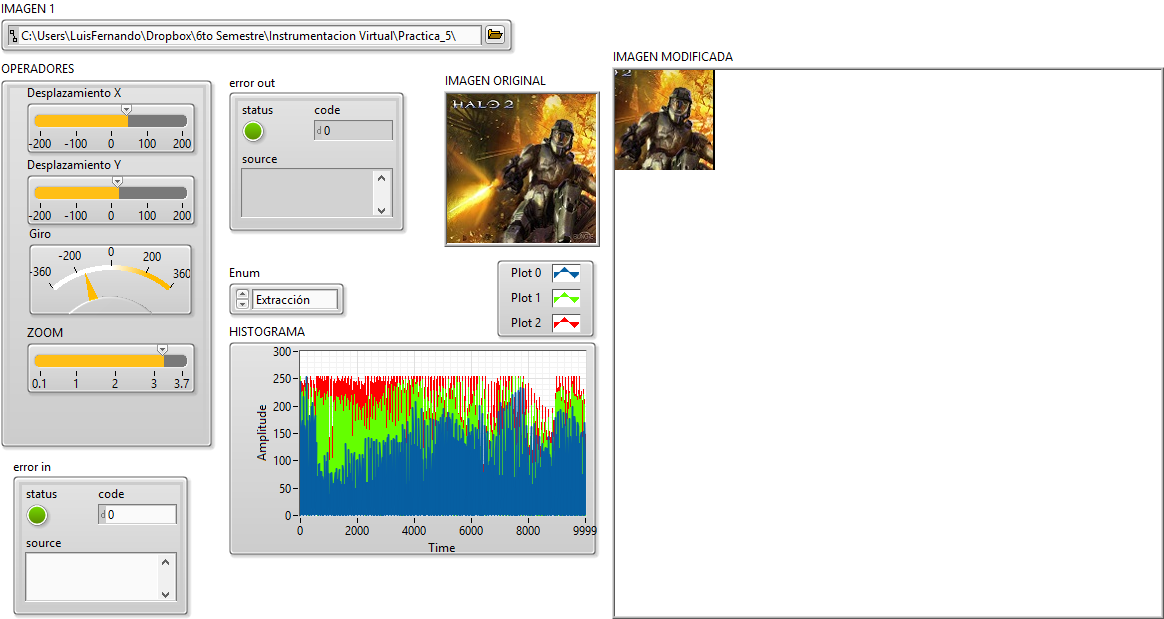 IMAGEN 1
C:\Users\LuisFernando\Dropbox\6to Semestre\Instrumentacion Virtual\Practica_5\
OPERADORES
Desplazamiento X
-200 -100 0 100 200
Desplazamiento Y
-200 -100 0 100 200
Giro
-360 -200 0 200 360
ZOOM
0.1 1 2 3 3.7
error in
status code
d 0
source
error out
status code
d 0
source
Enum
Extracción
IMAGEN ORIGINAL
HALO 2
Plot 0
Plot 1
Plot 2
HISTOGRAMA
Amplitude
300
250
200
150
100
50
0
0 2000 4000 6000 8000 9999
Time
IMAGEN MODIFICADA
2